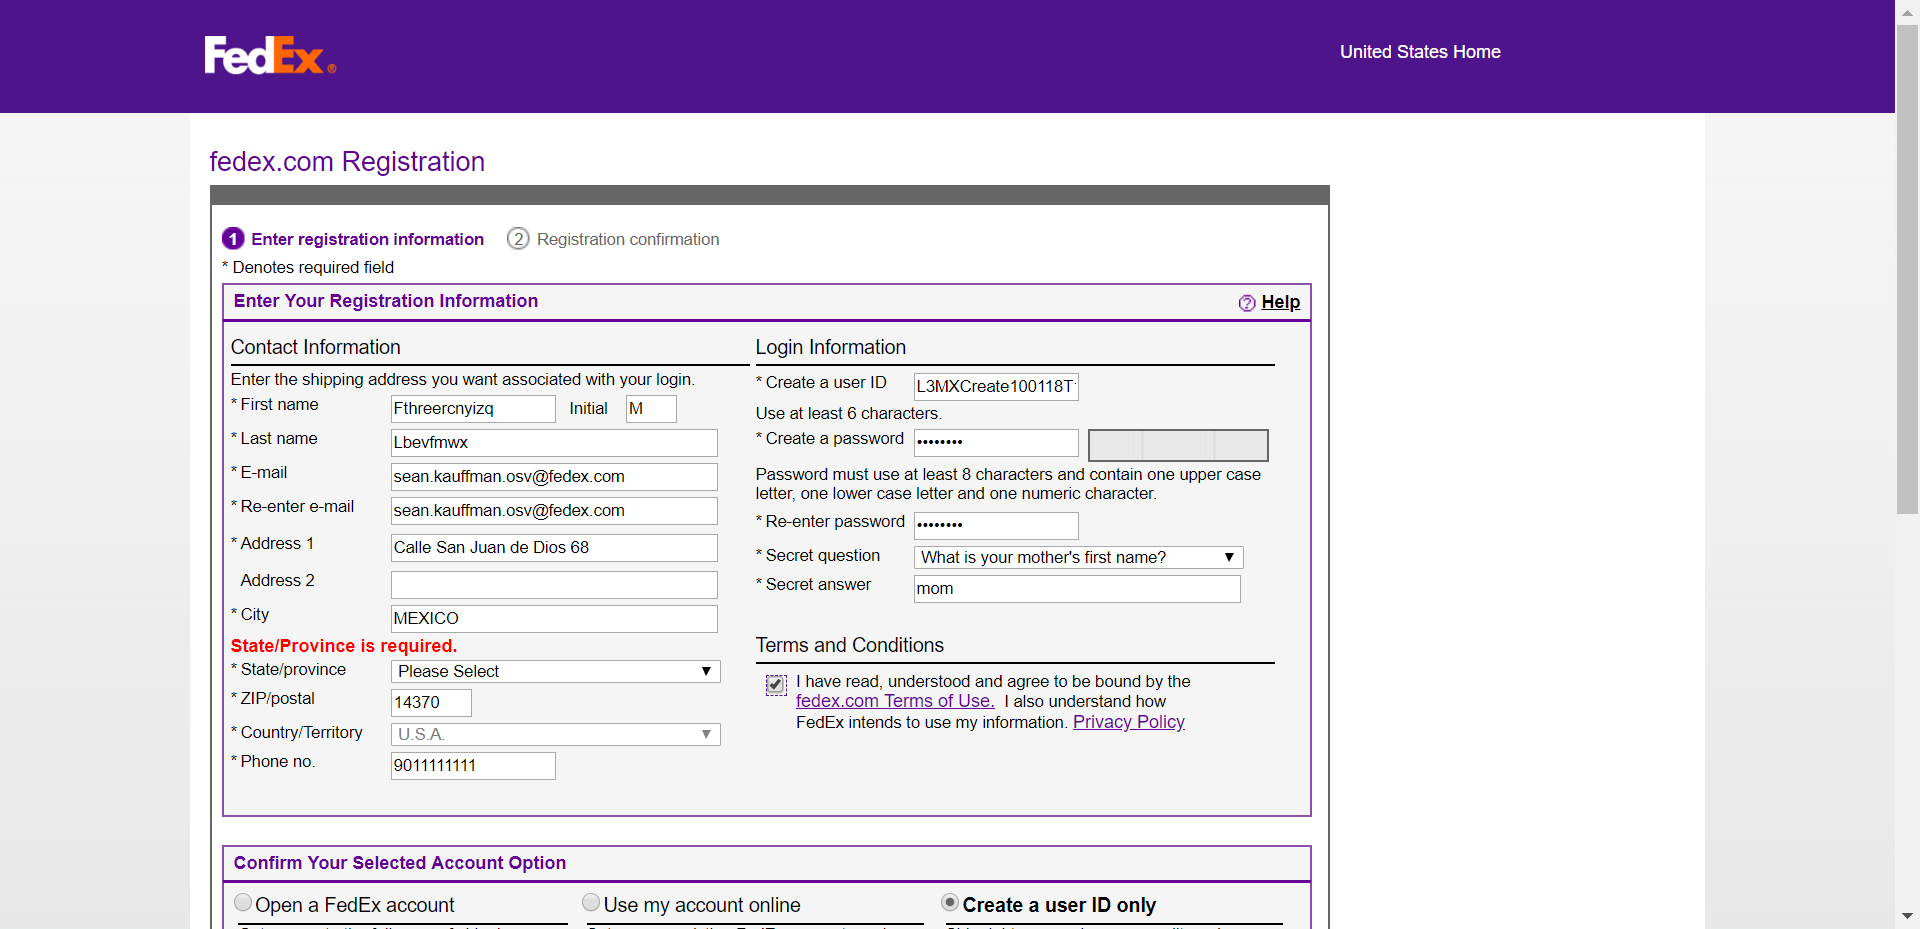 FedEx®
United States Home
fedex.com Registration
1 Enter registration information 2 Registration confirmation
* Denotes required field
Enter Your Registration Information
? Help
Contact Information
Enter the shipping address you want associated with your login.
* First name Fthreercnyizq Initial M
* Last name Lbevfmwx
* E-mail sean.kauffman.osv@fedex.com
* Re-enter e-mail sean.kauffman.osv@fedex.com
* Address 1 Calle San Juan de Dios 68
Address 2
* City MEXICO
State/Province is required.
* State/province Please Select
* ZIP/postal 14370
* Country/Territory U.S.A.
* Phone no. 9011111111
Login Information
* Create a user ID L3MXCreate100118T
Use at least 6 characters.
* Create a password ••••••••
Password must use at least 8 characters and contain one upper case
letter, one lower case letter and one numeric character.
* Re-enter password ••••••••
* Secret question What is your mother's first name?
* Secret answer mom
Terms and Conditions
I have read, understood and agree to be bound by the
fedex.com Terms of Use. I also understand how
FedEx intends to use my information. Privacy Policy
Confirm Your Selected Account Option
Open a FedEx account
Use my account online
Create a user ID only